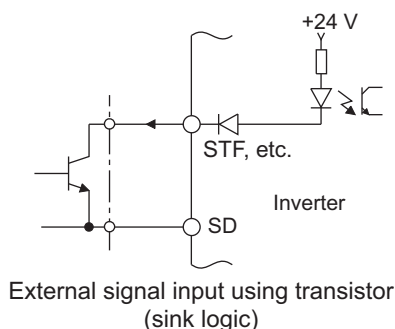 +24 V
STF, etc.
Inverter
SD
External signal input using transistor
(sink logic)